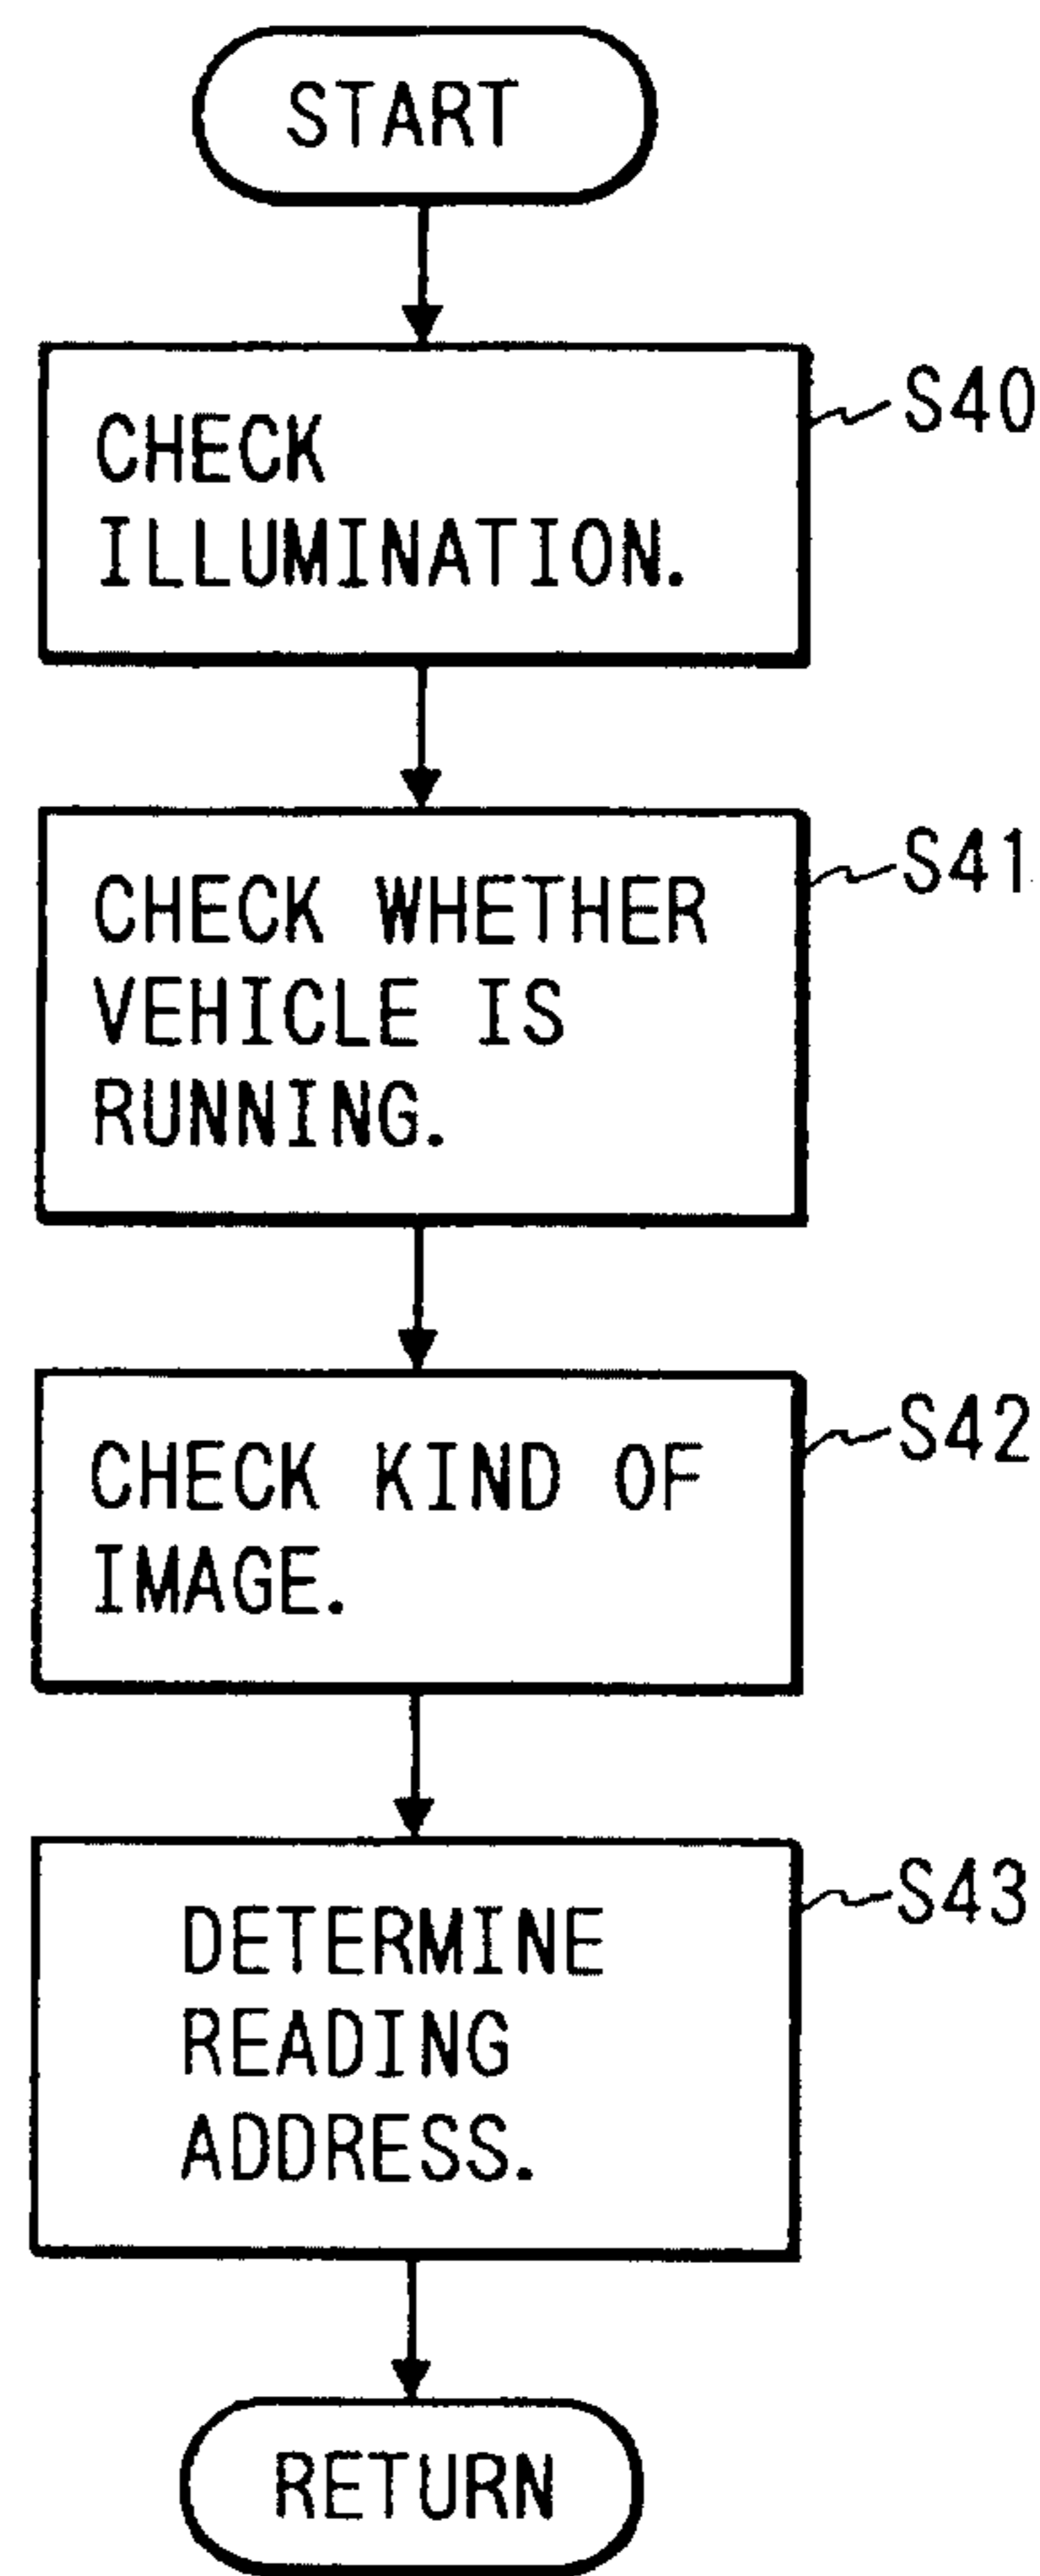 START
CHECK
ILLUMINATION.
S40
CHECK WHETHER
VEHICLE IS
RUNNING.
S41
CHECK KIND OF
IMAGE.
S42
DETERMINE
READING
ADDRESS.
S43
RETURN